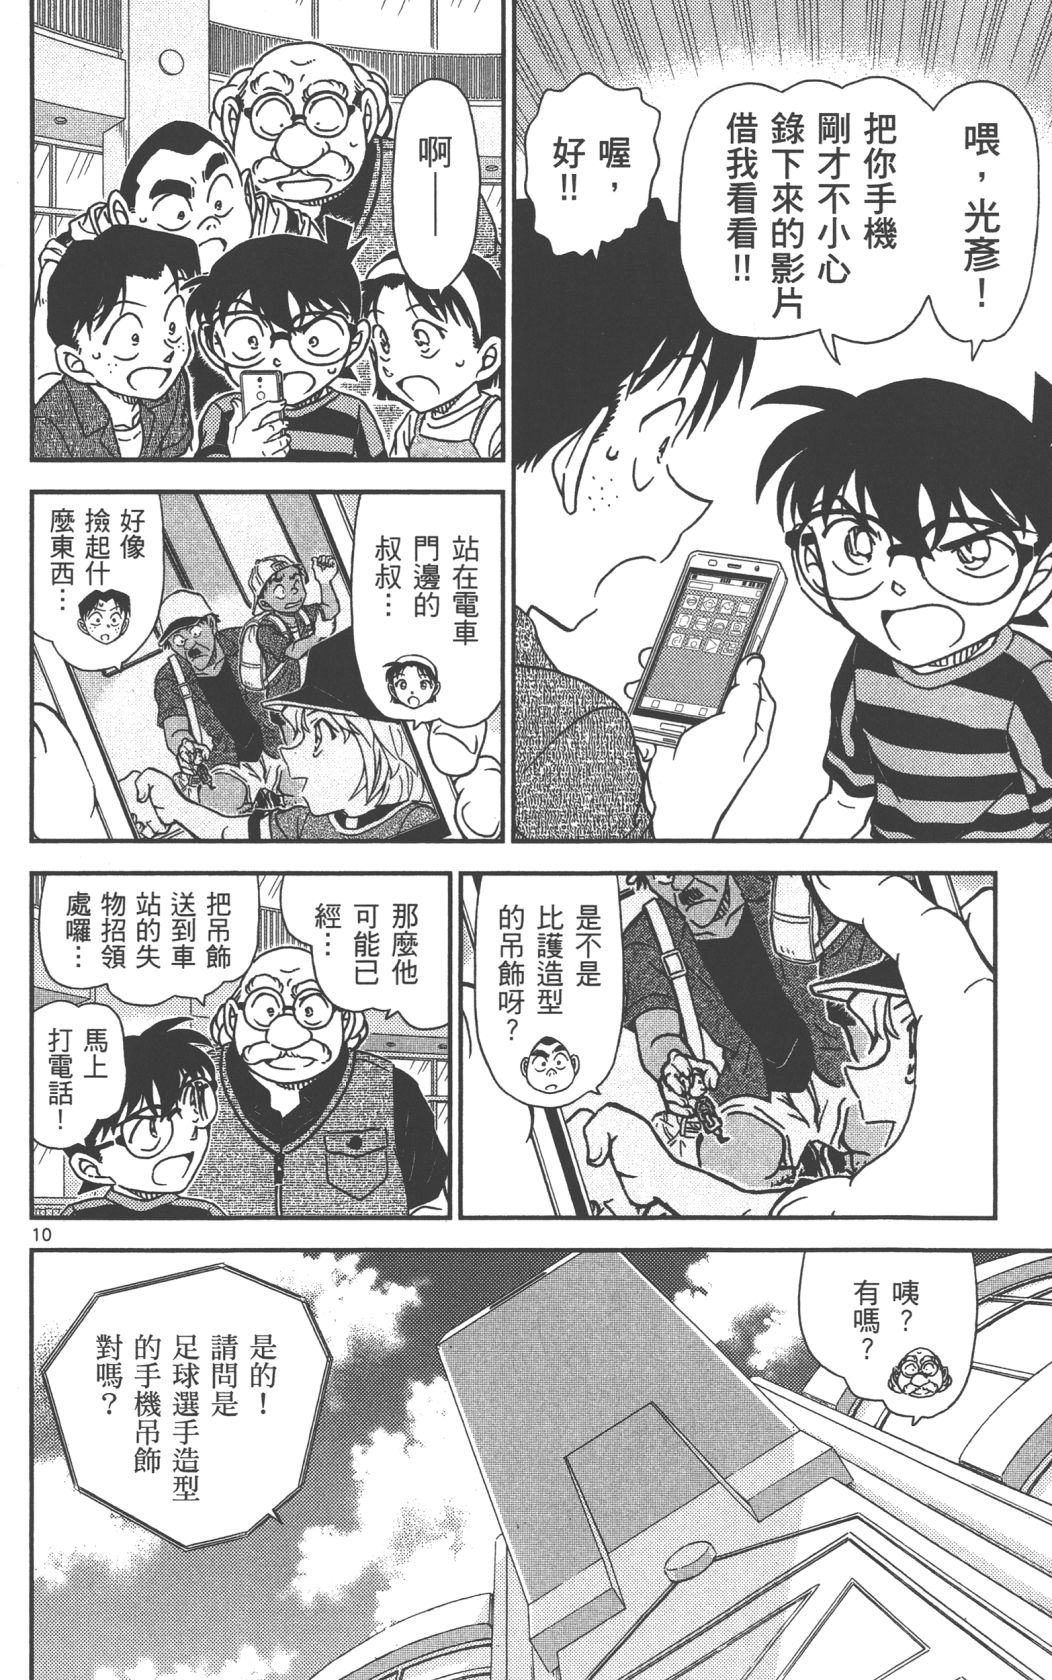 喂，光彥！
把你手機
剛才不小心
錄下來的影片
借我看看!!
喔，
好!!
啊——
站在電車
門邊的
叔叔…
好像
撿起什
麼東西…
是不是
比護造型
的吊飾呀？
那麼他
可能已
經…
把吊飾
送到車
站的失
物招領
處囉…
馬上
打電話！
10
咦？
有嗎？
是的！
請問是
足球選手造型
的手機吊飾
對嗎？